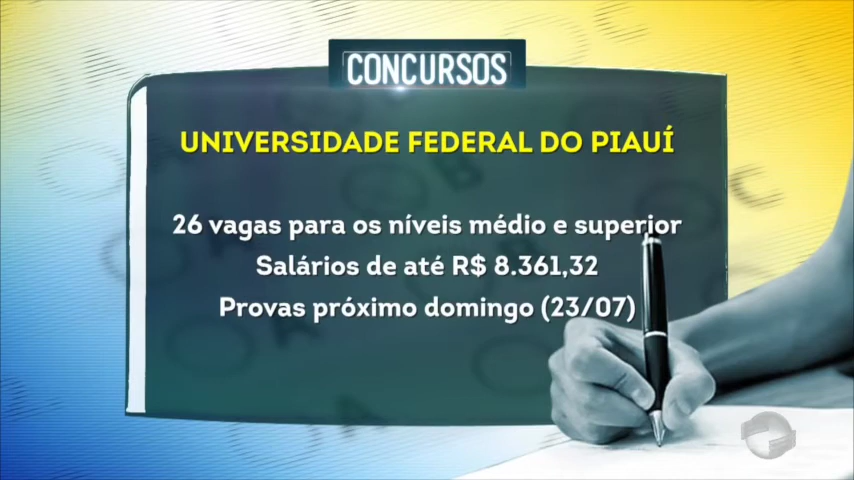 CONCURSOS
UNIVERSIDADE FEDERAL DO PIAUÍ
26 vagas para os níveis médio e superior
Salários de até R$ 8.361,32
Provas próximo domingo (23/07)